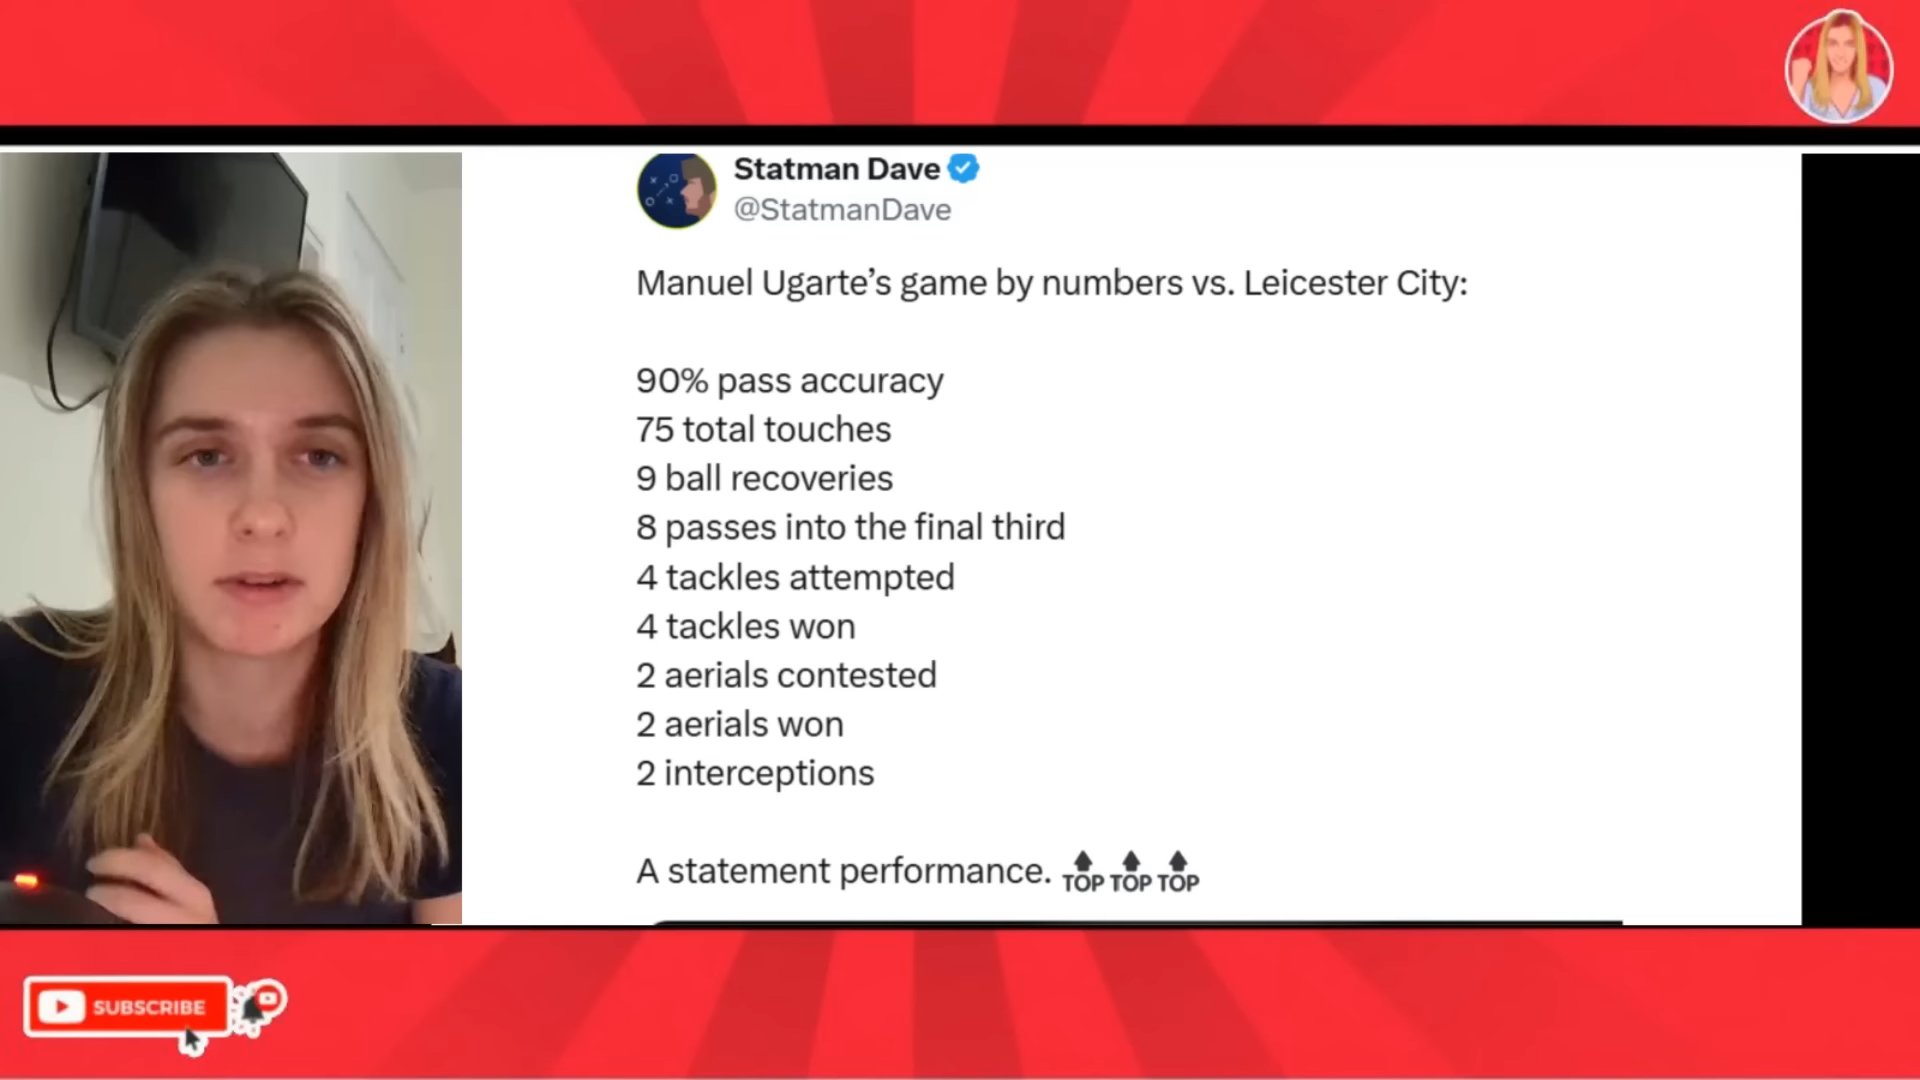 Statman Dave
@StatmanDave
Manuel Ugarte’s game by numbers vs. Leicester City:
90% pass accuracy
75 total touches
9 ball recoveries
8 passes into the final third
4 tackles attempted
4 tackles won
2 aerials contested
2 aerials won
2 interceptions
A statement performance. TOP TOP TOP
SUBSCRIBE